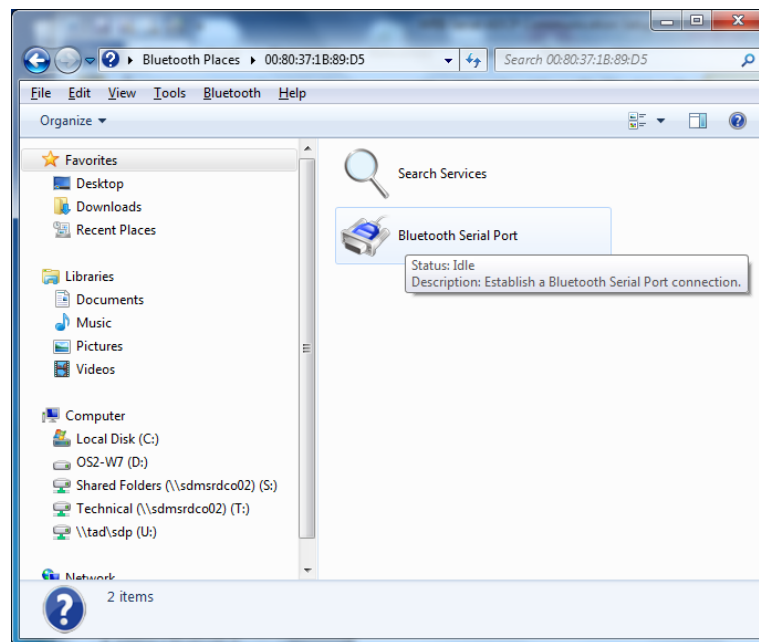 Bluetooth Places ▸ 00:80:37:1B:89:D5
Search 00:80:37:1B:89:D5
File Edit View Tools Bluetooth Help
Organize
Favorites
Desktop
Downloads
Recent Places
Libraries
Documents
Music
Pictures
Videos
Computer
Local Disk (C:)
OS2-W7 (D:)
Shared Folders (\\sdmsrdco02) (S:)
Technical (\\sdmsrdco02) (T:)
\\tad\sdp (U:)
Network
Search Services
Bluetooth Serial Port
Status: Idle
Description: Establish a Bluetooth Serial Port connection.
2 items